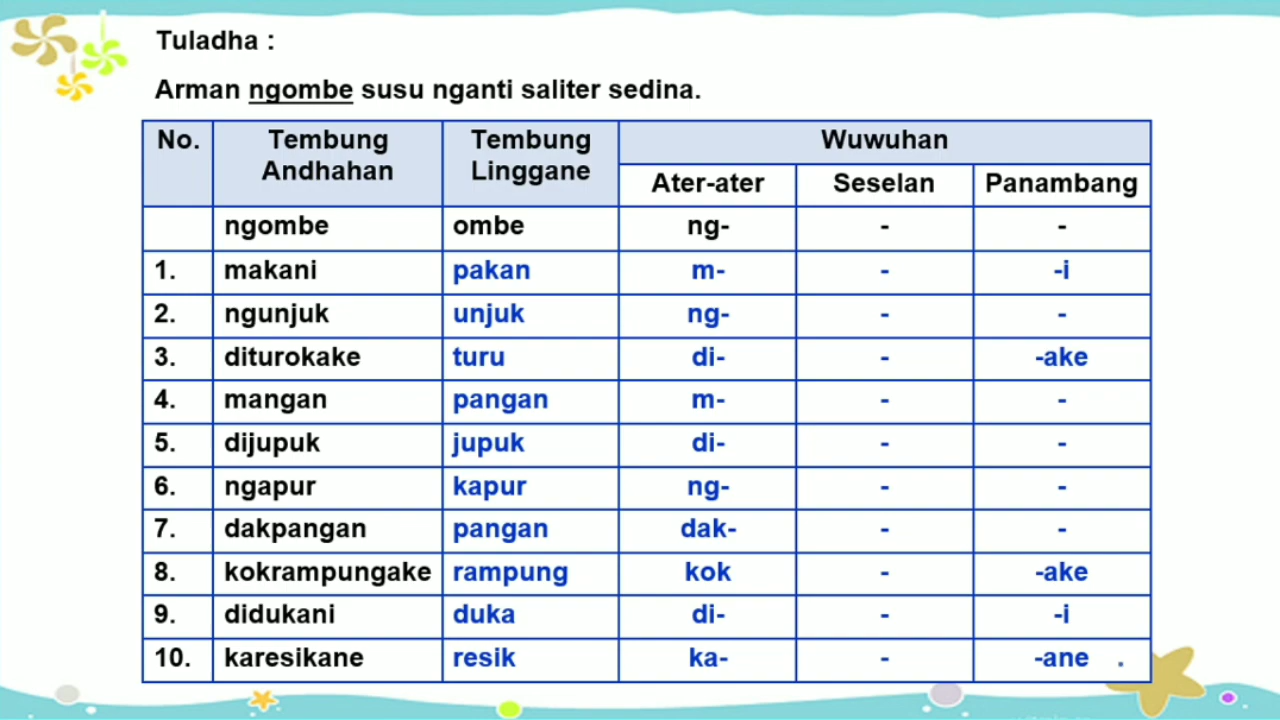 Tuladha :
Arman ngombe susu nganti saliter sedina.
No. Tembung Andhahan Tembung Linggane Wuwuhan
Ater-ater Seselan Panambang
ngombe ombe ng- - -
1. makani pakan m- - -i
2. ngunjuk unjuk ng- - -
3. diturokake turu di- - -ake
4. mangan pangan m- - -
5. dijupuk jupuk di- - -
6. ngapur kapur ng- - -
7. dakpangan pangan dak- - -
8. kokrampungake rampung kok - -ake
9. didukani duka di- - -i
10. karesikane resik ka- - -ane .